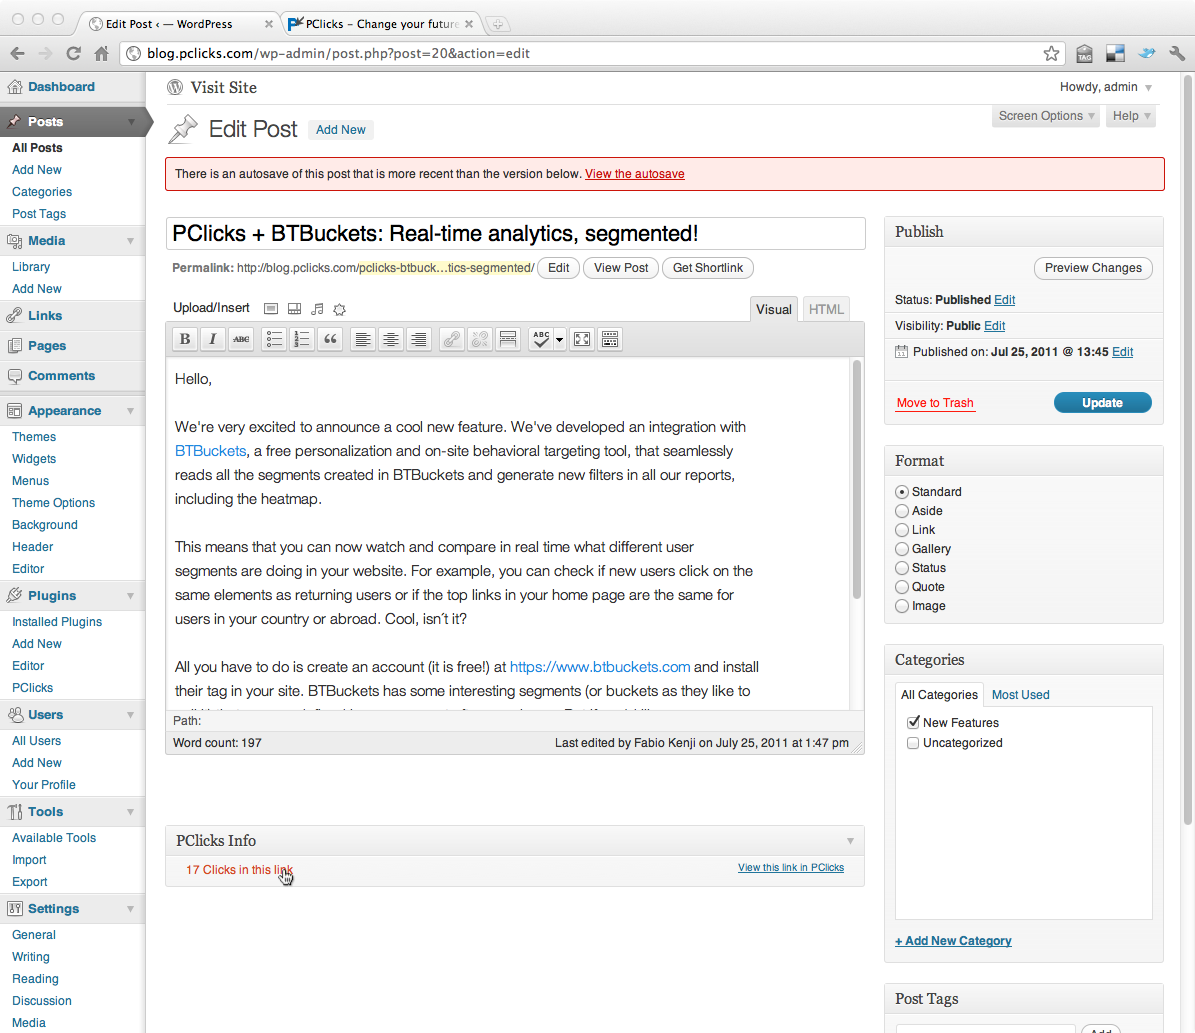 Edit Post ‹ — WordPress
PClicks – Change your future
blog.pclicks.com/wp-admin/post.php?post=20&action=edit
TAG
Dashboard
Posts
All Posts
Add New
Categories
Post Tags
Media
Library
Add New
Links
Pages
Comments
Appearance
Themes
Widgets
Menus
Theme Options
Background
Header
Editor
Plugins
Installed Plugins
Add New
Editor
PClicks
Users
All Users
Add New
Your Profile
Tools
Available Tools
Import
Export
Settings
General
Writing
Reading
Discussion
Media
Visit Site
Howdy, admin
Edit Post Add New
Screen Options Help
There is an autosave of this post that is more recent than the version below. View the autosave
PClicks + BTBuckets: Real-time analytics, segmented!
Permalink: http://blog.pclicks.com/pclicks-btbuck…tics-segmented/ Edit View Post Get Shortlink
Upload/Insert
Visual HTML
B I ABC ABC
Hello,
We're very excited to announce a cool new feature. We've developed an integration with
BTBuckets, a free personalization and on-site behavioral targeting tool, that seamlessly
reads all the segments created in BTBuckets and generate new filters in all our reports,
including the heatmap.
This means that you can now watch and compare in real time what different user
segments are doing in your website. For example, you can check if new users click on the
same elements as returning users or if the top links in your home page are the same for
users in your country or abroad. Cool, isn´t it?
All you have to do is create an account (it is free!) at https://www.btbuckets.com and install
their tag in your site. BTBuckets has some interesting segments (or buckets as they like to
Path:
Word count: 197
Last edited by Fabio Kenji on July 25, 2011 at 1:47 pm
PClicks Info
17 Clicks in this link
View this link in PClicks
Publish
Preview Changes
Status: Published Edit
Visibility: Public Edit
Published on: Jul 25, 2011 @ 13:45 Edit
Move to Trash
Update
Format
Standard
Aside
Link
Gallery
Status
Quote
Image
Categories
All Categories Most Used
New Features
Uncategorized
+ Add New Category
Post Tags
Add